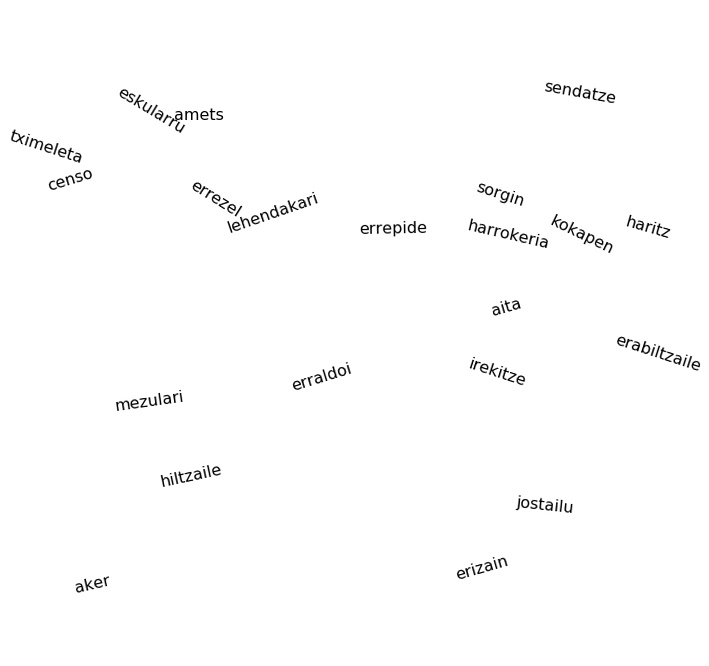 sendatze
eskularru
amets
tximeleta
censo
errezel
lehendakari
sorgin
errepide
harrokeria
kokapen
haritz
aita
erabiltzaile
irekitze
erraldoi
mezulari
hiltzaile
jostailu
erizain
aker